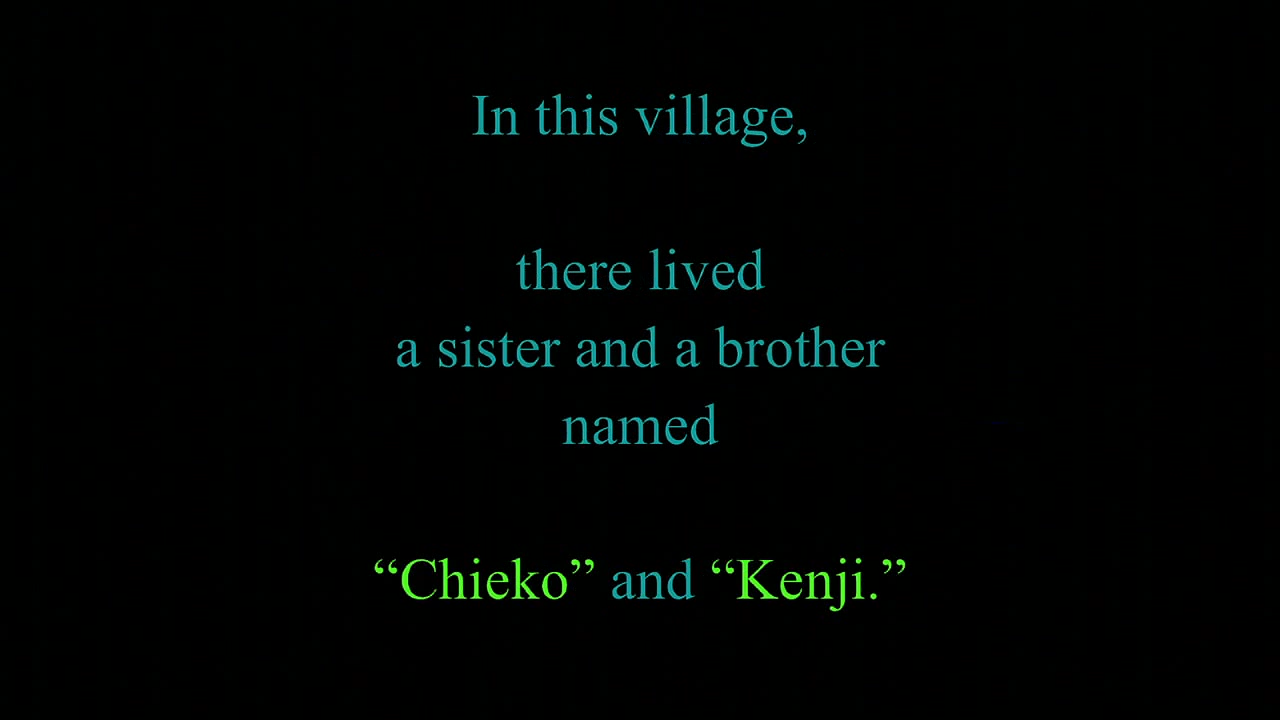 In this village,
there lived
a sister and a brother
named
“Chieko” and “Kenji.”